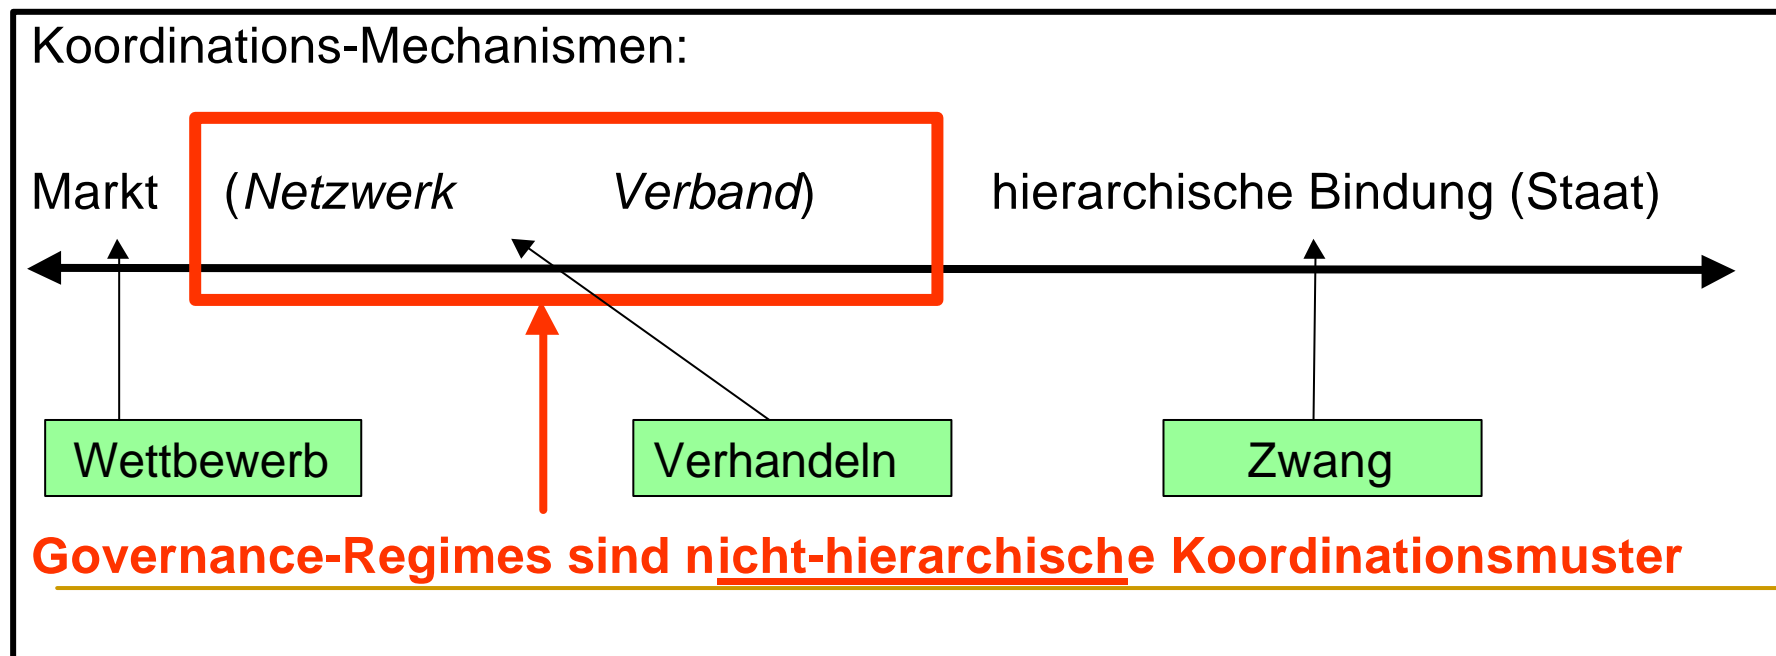 Koordinations-Mechanismen:
Markt (Netzwerk Verband) hierarchische Bindung (Staat)
Wettbewerb Verhandeln Zwang
Governance-Regimes sind nicht-hierarchische Koordinationsmuster